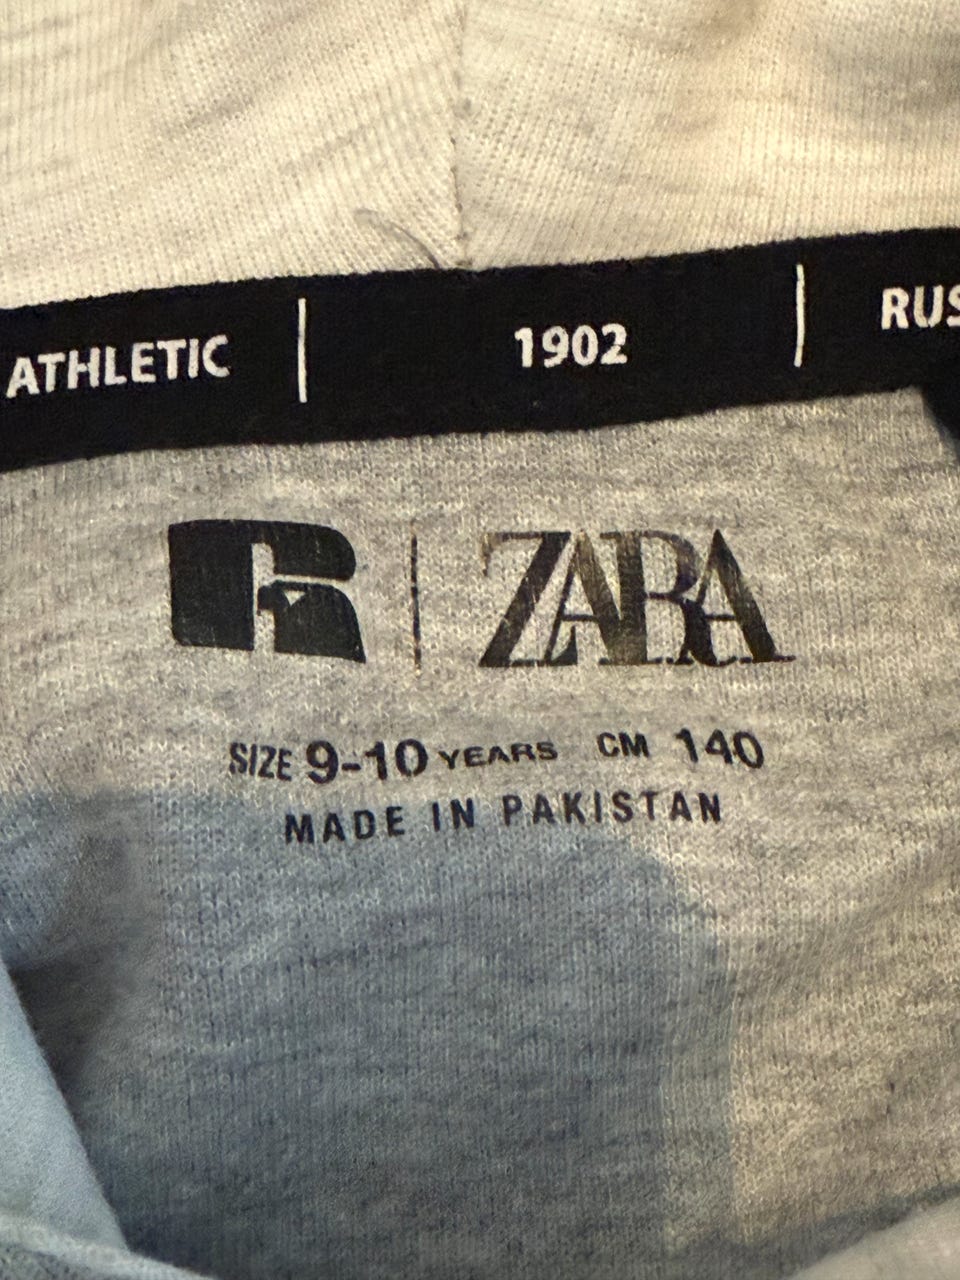 ATHLETIC | 1902 | RUS
R | ZARA
SIZE 9-10 YEARS CM 140
MADE IN PAKISTAN